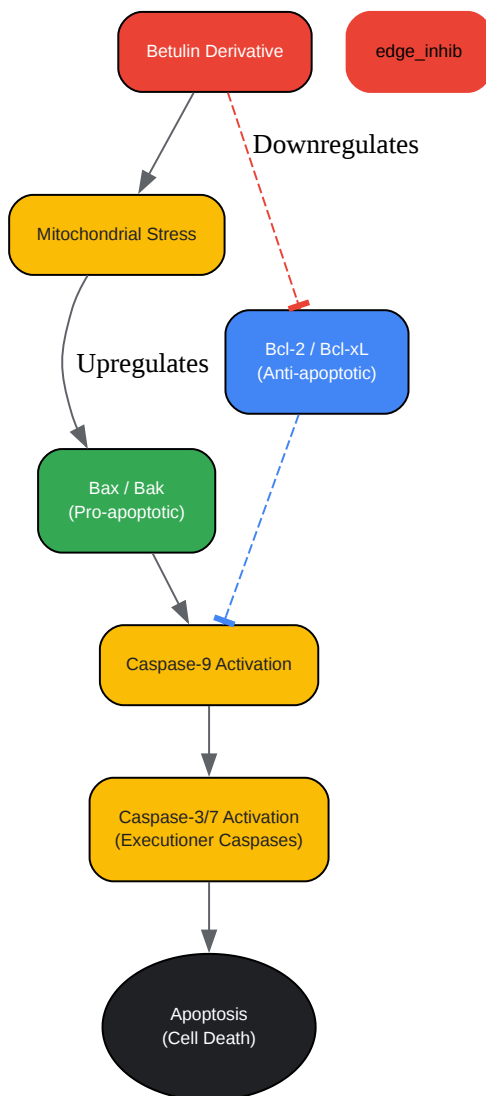 Betulin Derivative
edge_inhib
Downregulates
Mitochondrial Stress
Bcl-2 / Bcl-xL
(Anti-apoptotic)
Upregulates
Bax / Bak
(Pro-apoptotic)
Caspase-9 Activation
Caspase-3/7 Activation
(Executioner Caspases)
Apoptosis
(Cell Death)